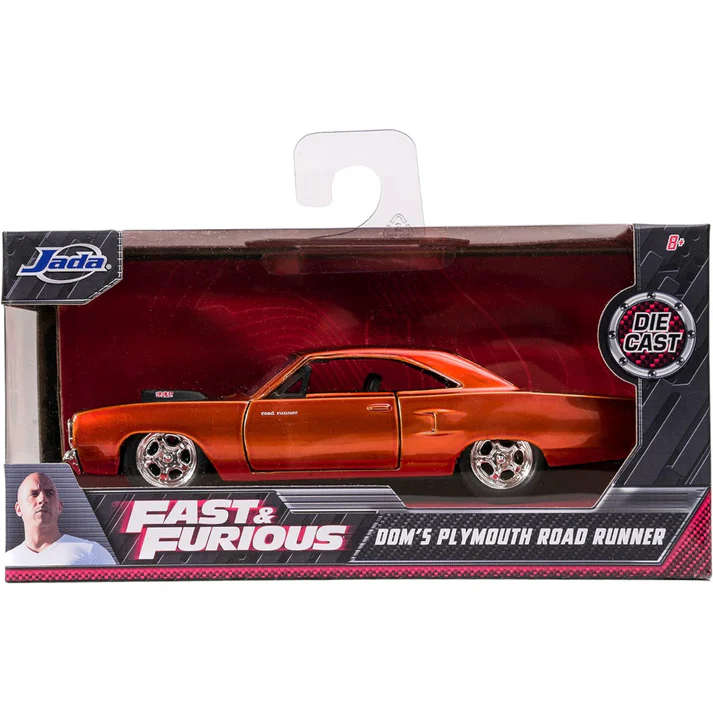 Jada
8+
DIE
CAST
road runner
FAST &
FURIOUS
DOM'S PLYMOUTH ROAD RUNNER